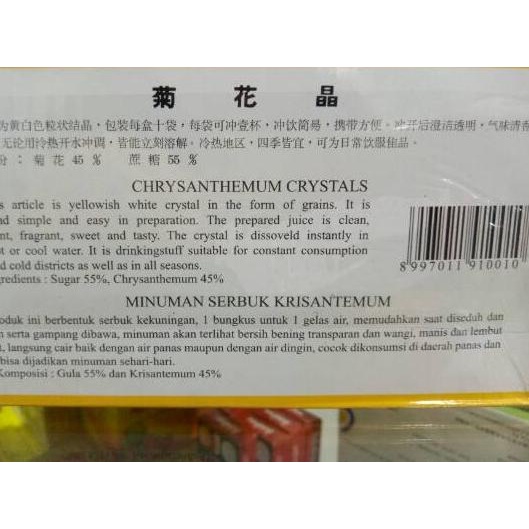 菊 花 晶
为黄白色粒状结晶，包装每盒十袋，每袋可冲壹杯，冲饮简易，携带方便。冲开后澄洁透明，气味清香
无论用冷热开水冲调，皆能立刻溶解。冷热地区，四季皆宜，可为日常饮服佳品。
份：菊花 45 % 蔗糖 55 %
CHRYSANTHEMUM CRYSTALS
s article is yellowish white crystal in the form of grains. It is
nd simple and easy in preparation. The prepared juice is clean,
nt, fragrant, sweet and tasty. The crystal is dissoveld instantly in
t or cool water. It is drinkingstuff suitable for constant consumption
d cold districts as well as in all seasons.
gredients : Sugar 55%, Chrysanthemum 45%
8997011910010
MINUMAN SERBUK KRISANTEMUM
oduk ini berbentuk serbuk kekuningan, 1 bungkus untuk 1 gelas air, memudahkan saat diseduh dan
n serta gampang dibawa, minuman akan terlihat bersih bening transparan dan wangi, manis dan lembut
t, langsung cair baik dengan air panas maupun dengan air dingin, cocok dikonsumsi di daerah panas dan
bisa dijadikan minuman sehari-hari.
Komposisi : Gula 55% dan Krisantemum 45%